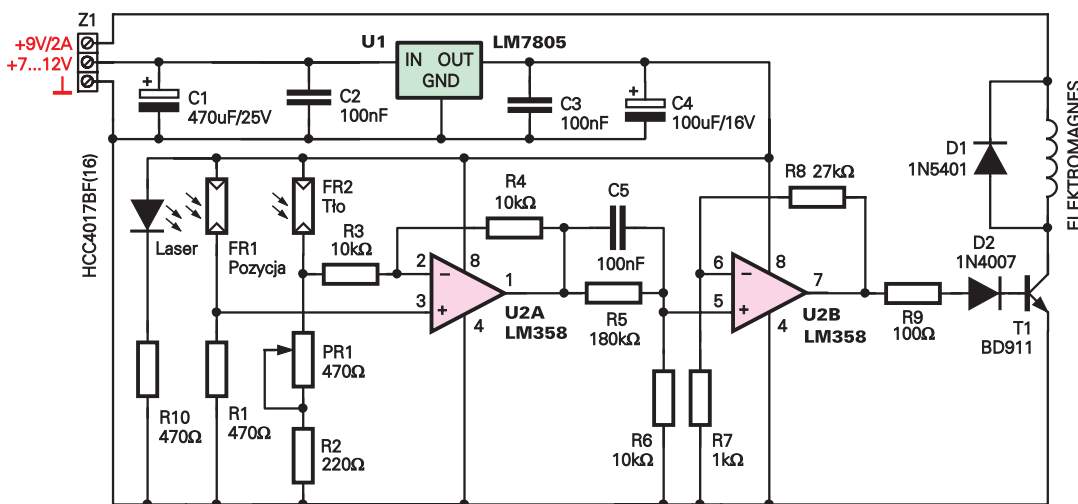 Z1
+9V/2A
+7...12V
HCC4017BF(16)
+
C1
470uF/25V
C2
100nF
U1
LM7805
IN OUT
GND
C3
100nF
+
C4
100uF/16V
Laser
FR1
Pozycja
FR2
Tło
R3
10kΩ
R4
10kΩ
C5
100nF
R5
180kΩ
2
3
8
1
4
−
+
U2A
LM358
PR1
470Ω
R10
470Ω
R1
470Ω
R2
220Ω
R6
10kΩ
R7
1kΩ
R8 27kΩ
6
5
8
7
4
−
+
U2B
LM358
R9
100Ω
D2
1N4007
T1
BD911
D1
1N5401
ELEKTROMAGNES